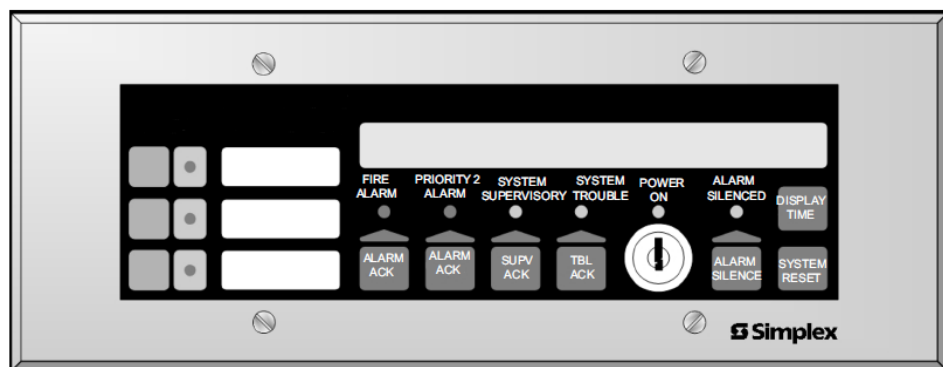 FIRE
ALARM
PRIORITY 2
ALARM
SYSTEM
SUPERVISORY
SYSTEM
TROUBLE
POWER
ON
ALARM
SILENCED
DISPLAY
TIME
ALARM
ACK
ALARM
ACK
SUPV
ACK
TBL
ACK
ALARM
SILENCE
SYSTEM
RESET
Simplex